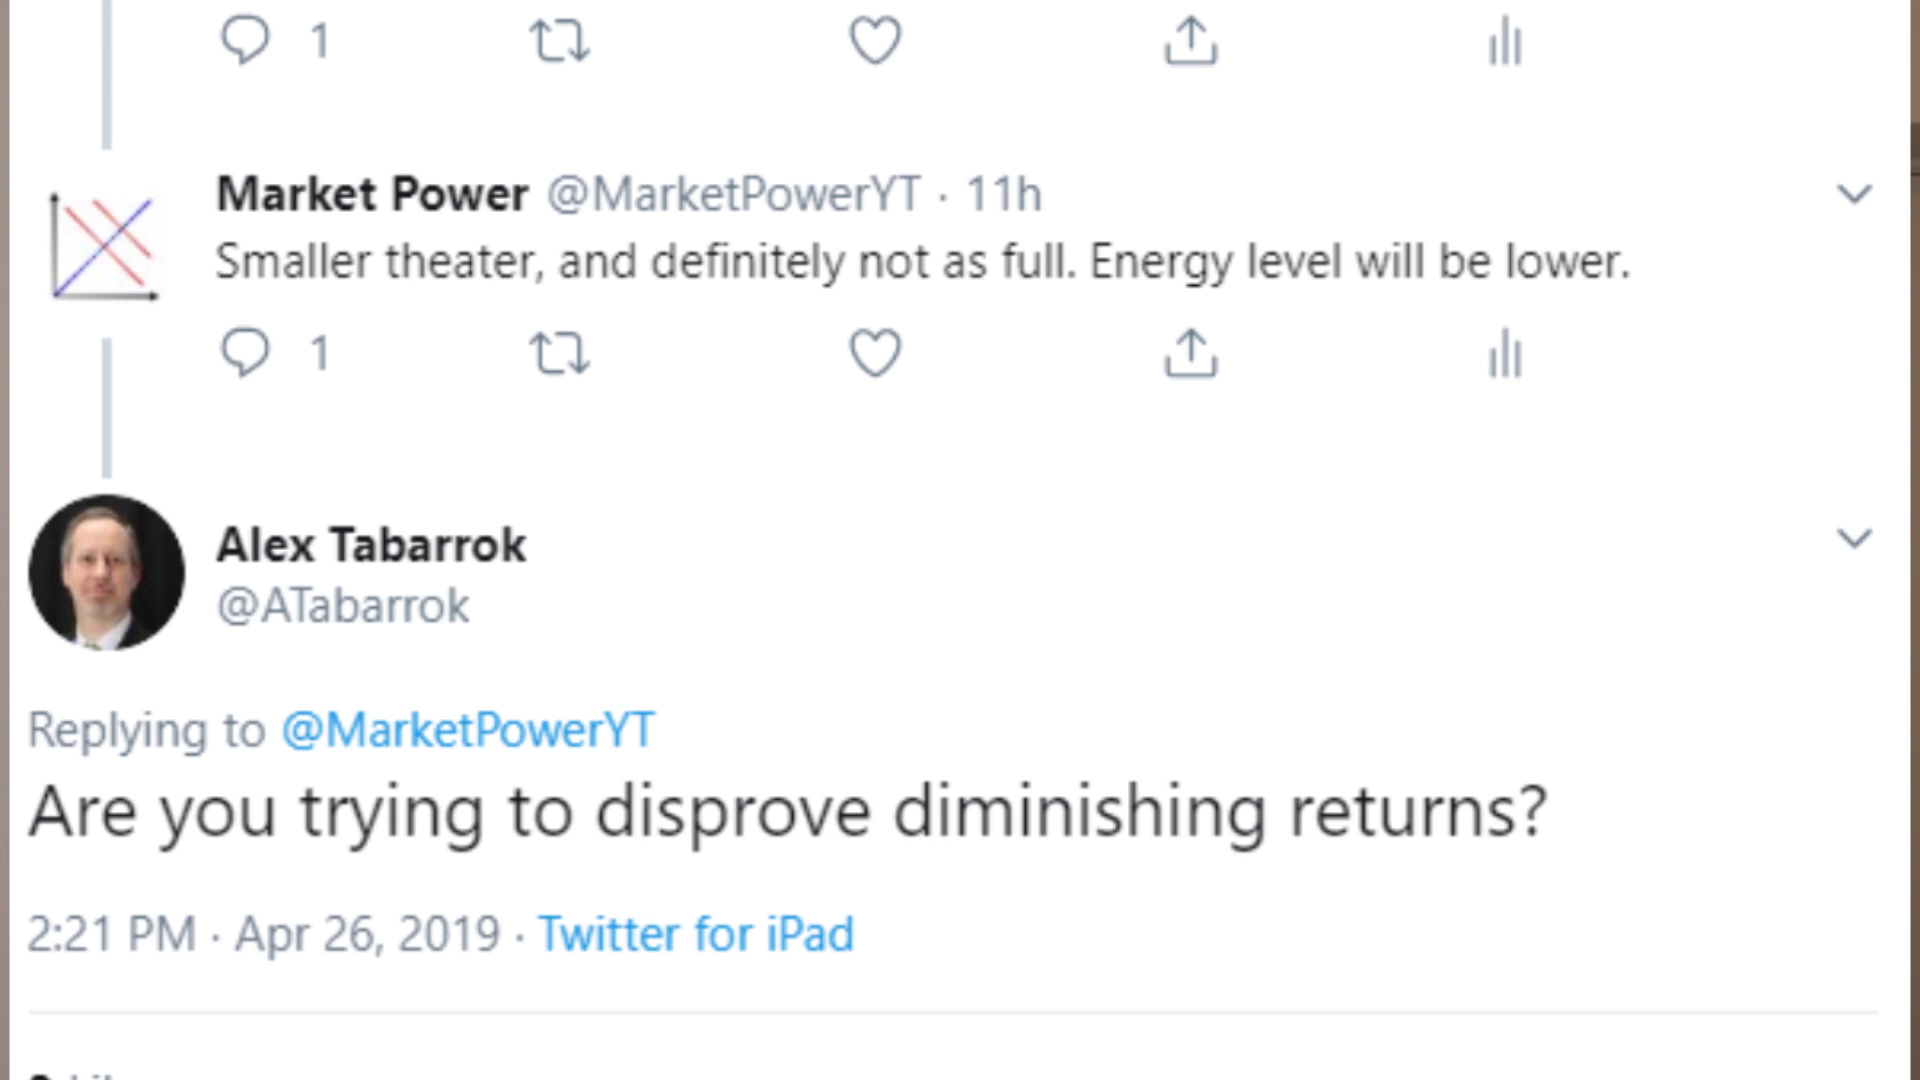 1
Market Power @MarketPowerYT · 11h
Smaller theater, and definitely not as full. Energy level will be lower.
1
Alex Tabarrok
@ATabarrok
Replying to @MarketPowerYT
Are you trying to disprove diminishing returns?
2:21 PM · Apr 26, 2019 · Twitter for iPad